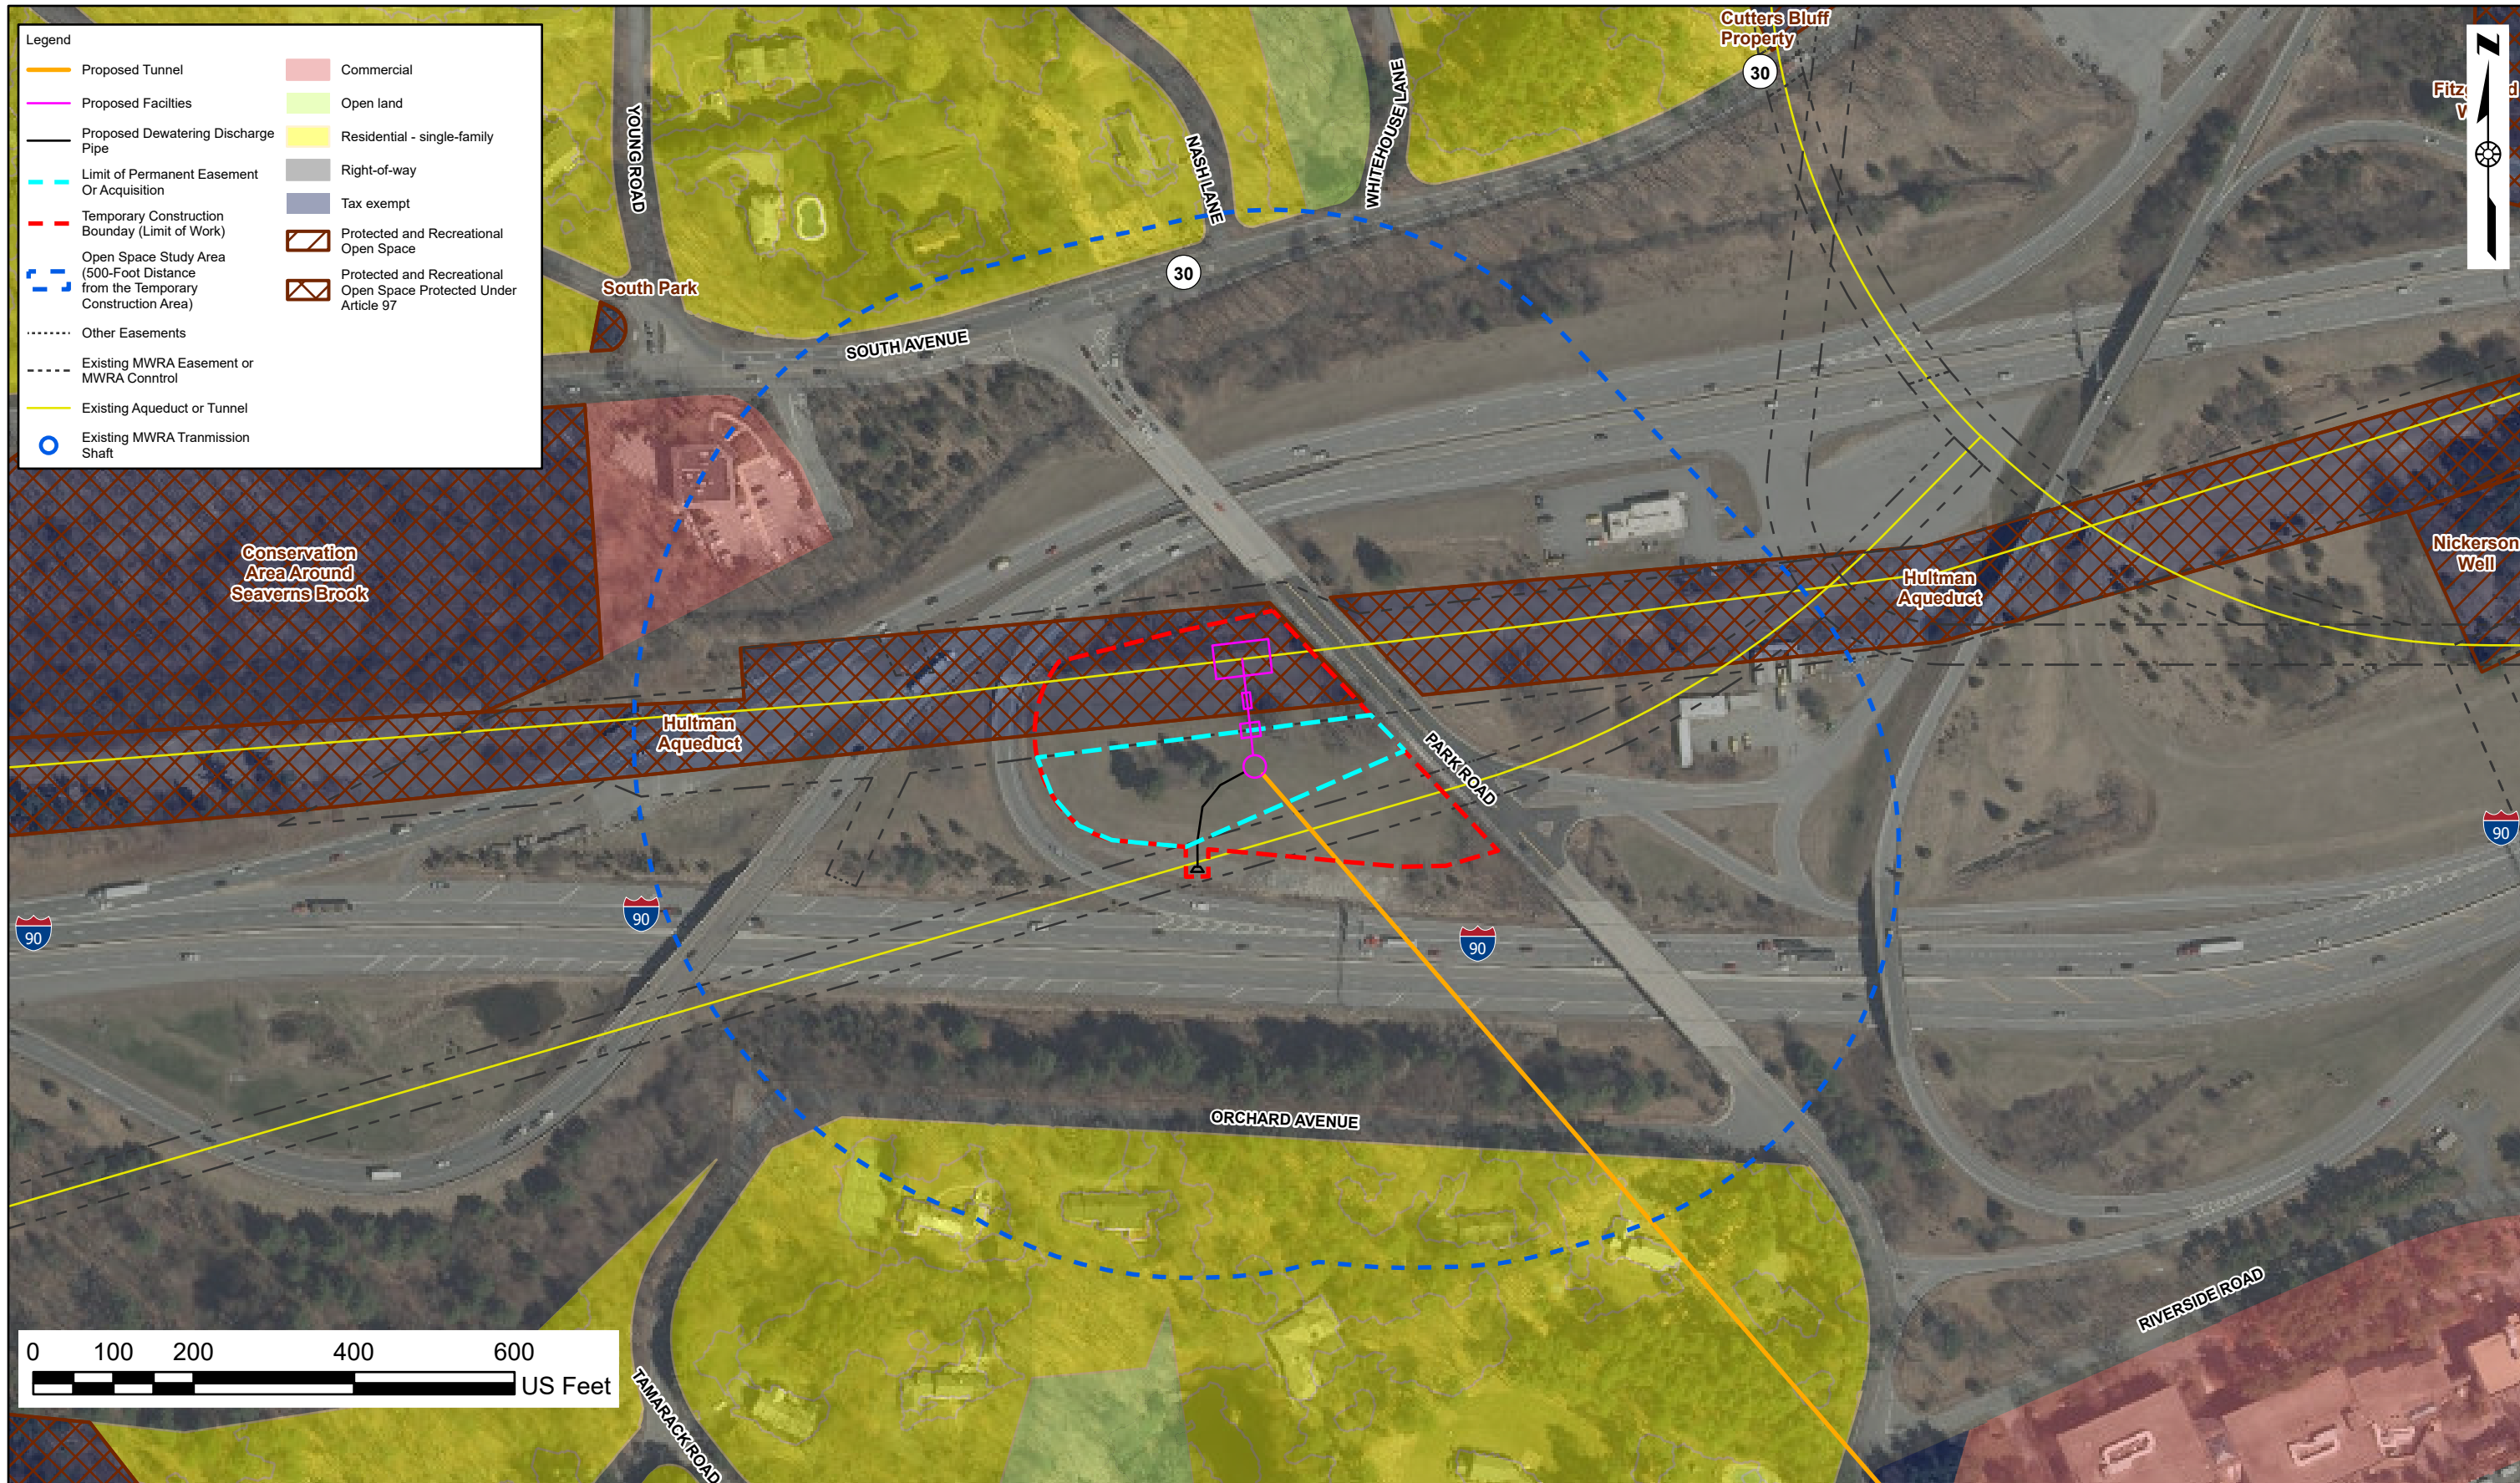 Legend
Proposed Tunnel
Proposed Facilties
Proposed Dewatering Discharge
Pipe
Limit of Permanent Easement
Or Acquisition
Temporary Construction
Bounday (Limit of Work)
Open Space Study Area
(500-Foot Distance
from the Temporary
Construction Area)
Other Easements
Existing MWRA Easement or
MWRA Conntrol
Existing Aqueduct or Tunnel
Existing MWRA Tranmission
Shaft
Commercial
Open land
Residential - single-family
Right-of-way
Tax exempt
Protected and Recreational
Open Space
Protected and Recreational
Open Space Protected Under
Article 97
Cutters Bluff
Property
30
N
YOUNG ROAD
NASH LANE
WHITEHOUSE LANE
30
South Park
SOUTH AVENUE
Conservation
Area Around
Seaverns Brook
Nickerson
Well
Hultman
Aqueduct
Hultman
Aqueduct
PARK ROAD
90
90
90
90
ORCHARD AVENUE
RIVERSIDE ROAD
TAMARACK ROAD
0 100 200 400 600
US Feet